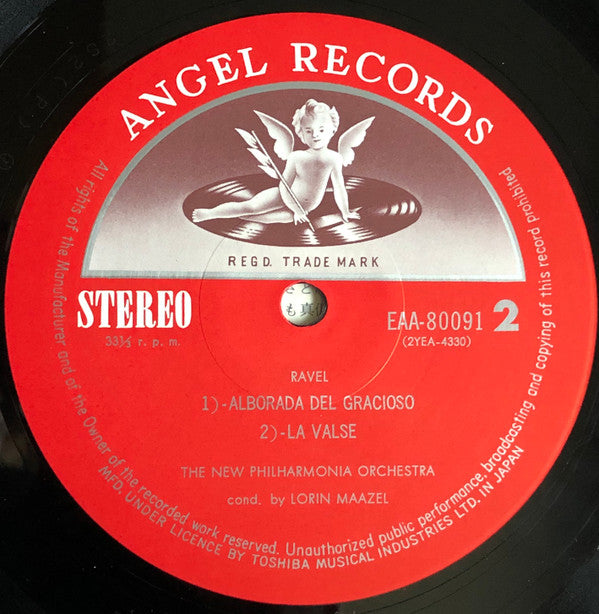 ANGEL RECORDS
REGD. TRADE MARK
STEREO
33⅓ r. p. m.
EAA-80091 2
(2YEA-4330)
RAVEL
1)-ALBORADA DEL GRACIOSO
2)-LA VALSE
THE NEW PHILHARMONIA ORCHESTRA
cond. by LORIN MAAZEL
All rights of the Manufacturer and of the Owner of the recorded work reserved. Unauthorized public performance, broadcasting and copying of this record prohibited
MFD. UNDER LICENCE BY TOSHIBA MUSICAL INDUSTRIES LTD. IN JAPAN